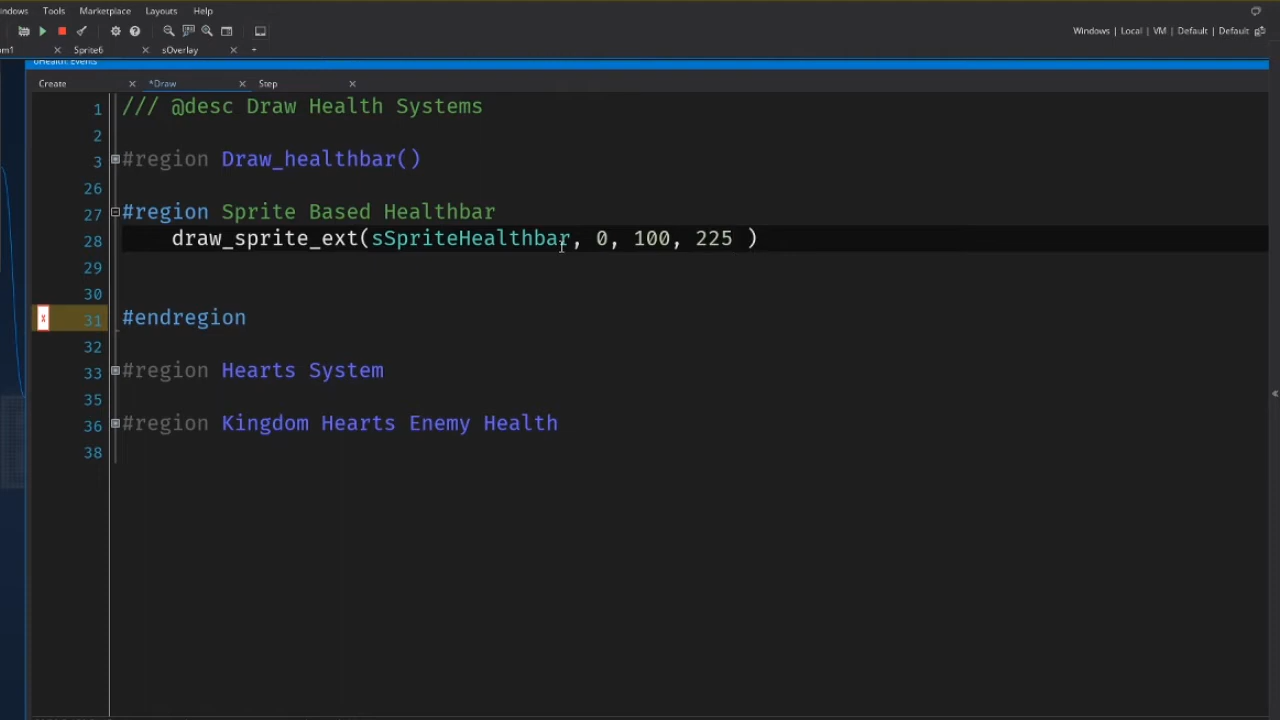 indows Tools Marketplace Layouts Help
Windows | Local | VM | Default | Default
om1 Sprite6 sOverlay +
oHealth: Events
Create *Draw Step
1 /// @desc Draw Health Systems
2
3 #region Draw_healthbar()
26
27 #region Sprite Based Healthbar
28 draw_sprite_ext(sSpriteHealthbar, 0, 100, 225 )
29
30
31 #endregion
32
33 #region Hearts System
35
36 #region Kingdom Hearts Enemy Health
38